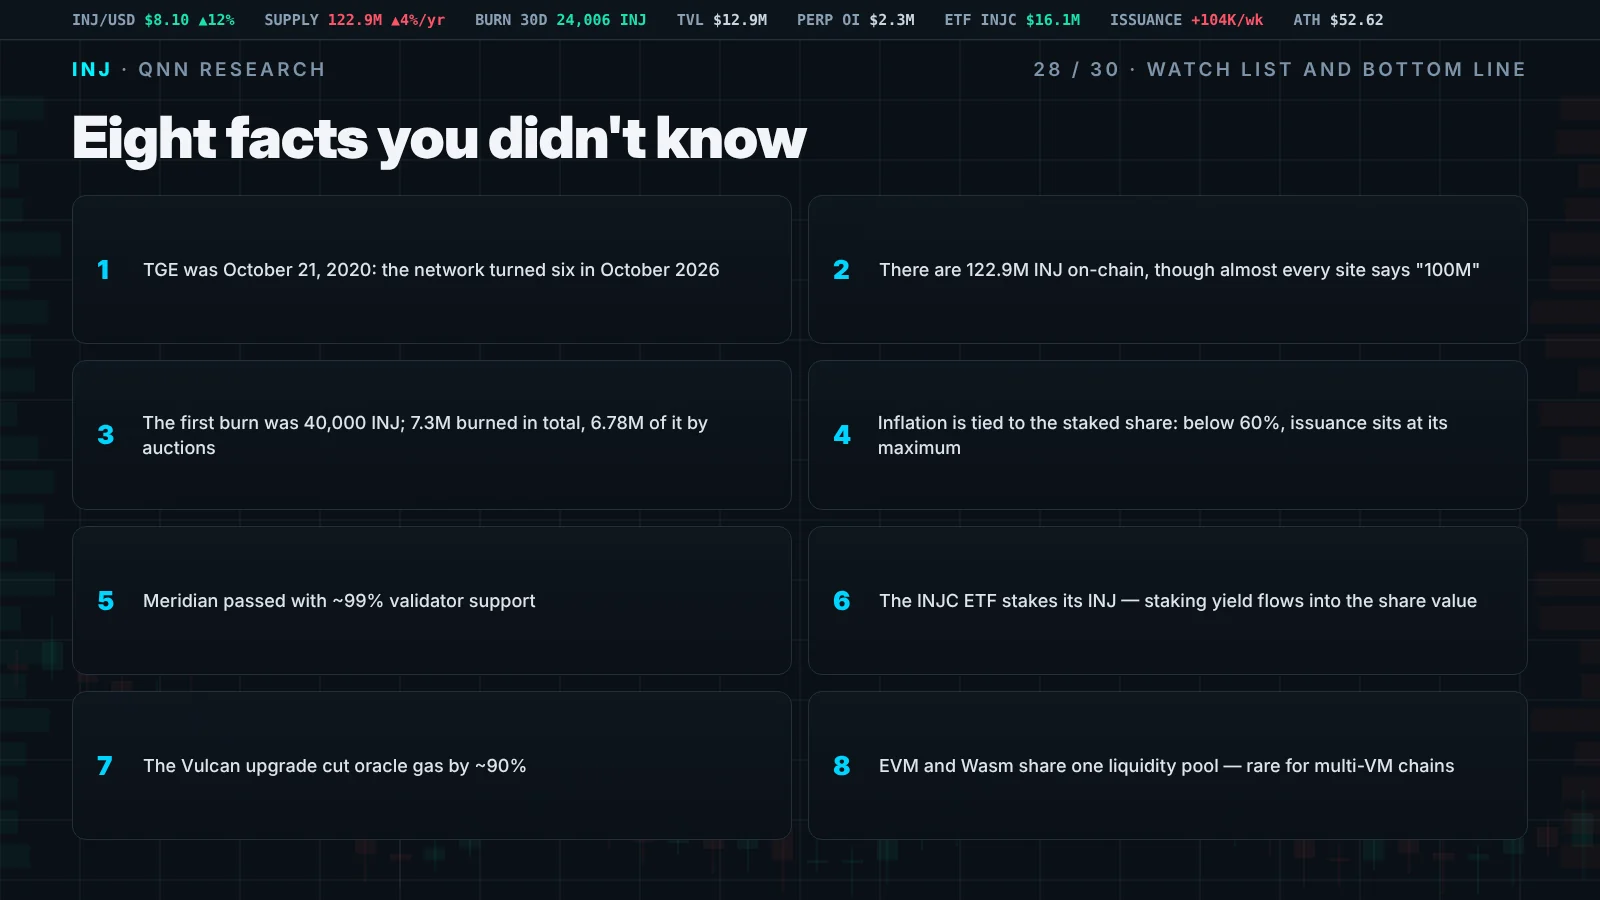 INJ/USD $8.10 ▲12% SUPPLY 122.9M ▲4%/yr BURN 30D 24,006 INJ TVL $12.9M PERP OI $2.3M ETF INJC $16.1M ISSUANCE +104K/wk ATH $52.62
INJ · QNN RESEARCH
28 / 30 · WATCH LIST AND BOTTOM LINE
Eight facts you didn't know
1 TGE was October 21, 2020: the network turned six in October 2026
2 There are 122.9M INJ on-chain, though almost every site says "100M"
3 The first burn was 40,000 INJ; 7.3M burned in total, 6.78M of it by
auctions
4 Inflation is tied to the staked share: below 60%, issuance sits at its
maximum
5 Meridian passed with ~99% validator support
6 The INJC ETF stakes its INJ — staking yield flows into the share value
7 The Vulcan upgrade cut oracle gas by ~90%
8 EVM and Wasm share one liquidity pool — rare for multi-VM chains